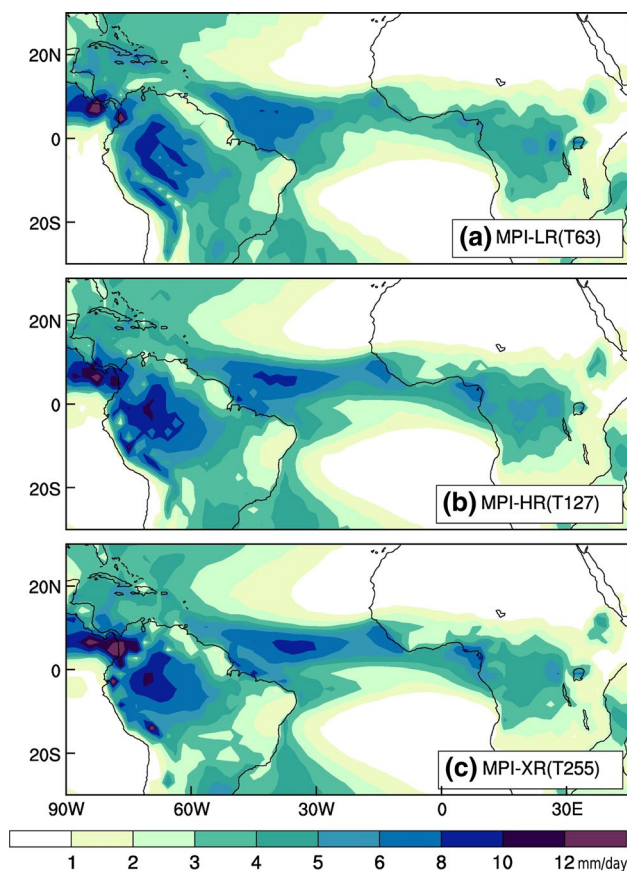 20N
0
20S
(a) MPI-LR(T63)
20N
0
20S
(b) MPI-HR(T127)
20N
0
20S
(c) MPI-XR(T255)
90W 60W 30W 0 30E
1 2 3 4 5 6 8 10 12 mm/day